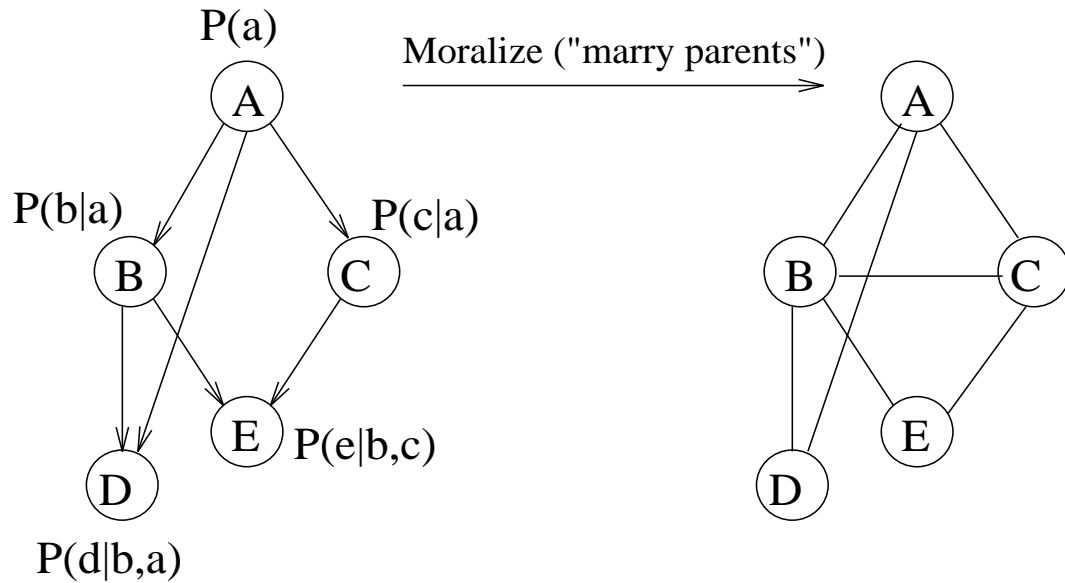 P(a)
Moralize ("marry parents")
A
A
P(b|a)
P(c|a)
B
C
B
C
E
P(e|b,c)
E
D
D
P(d|b,a)